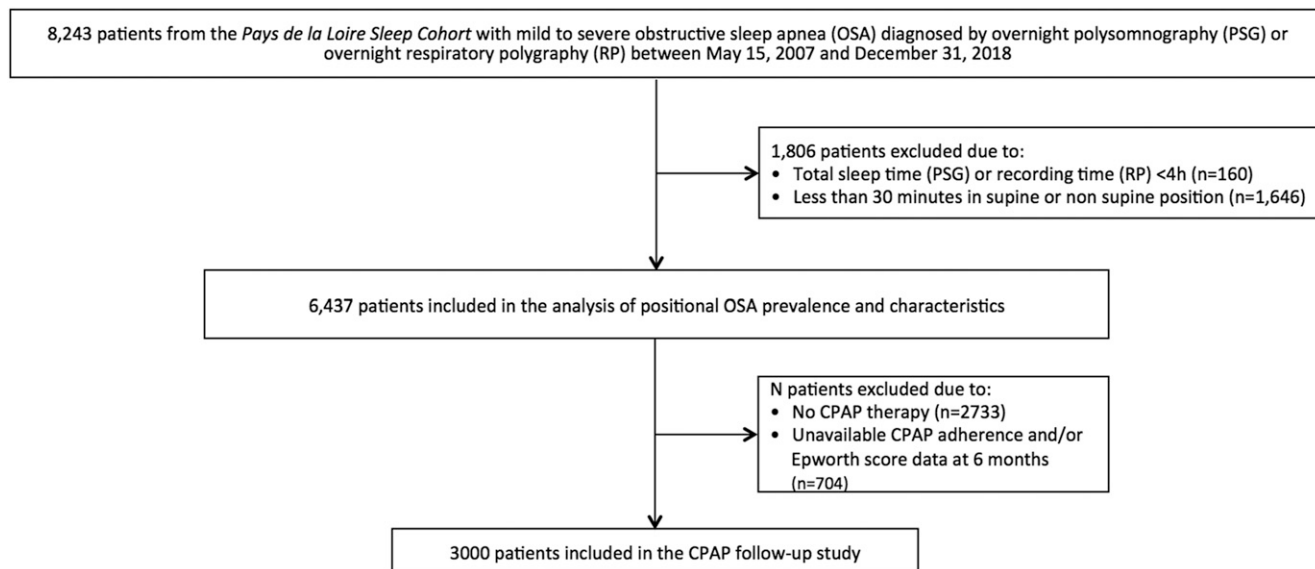 8,243 patients from the Pays de la Loire Sleep Cohort with mild to severe obstructive sleep apnea (OSA) diagnosed by overnight polysomnography (PSG) or
overnight respiratory polygraphy (RP) between May 15, 2007 and December 31, 2018
1,806 patients excluded due to:
• Total sleep time (PSG) or recording time (RP) <4h (n=160)
• Less than 30 minutes in supine or non supine position (n=1,646)
6,437 patients included in the analysis of positional OSA prevalence and characteristics
N patients excluded due to:
• No CPAP therapy (n=2733)
• Unavailable CPAP adherence and/or
Epworth score data at 6 months
(n=704)
3000 patients included in the CPAP follow-up study